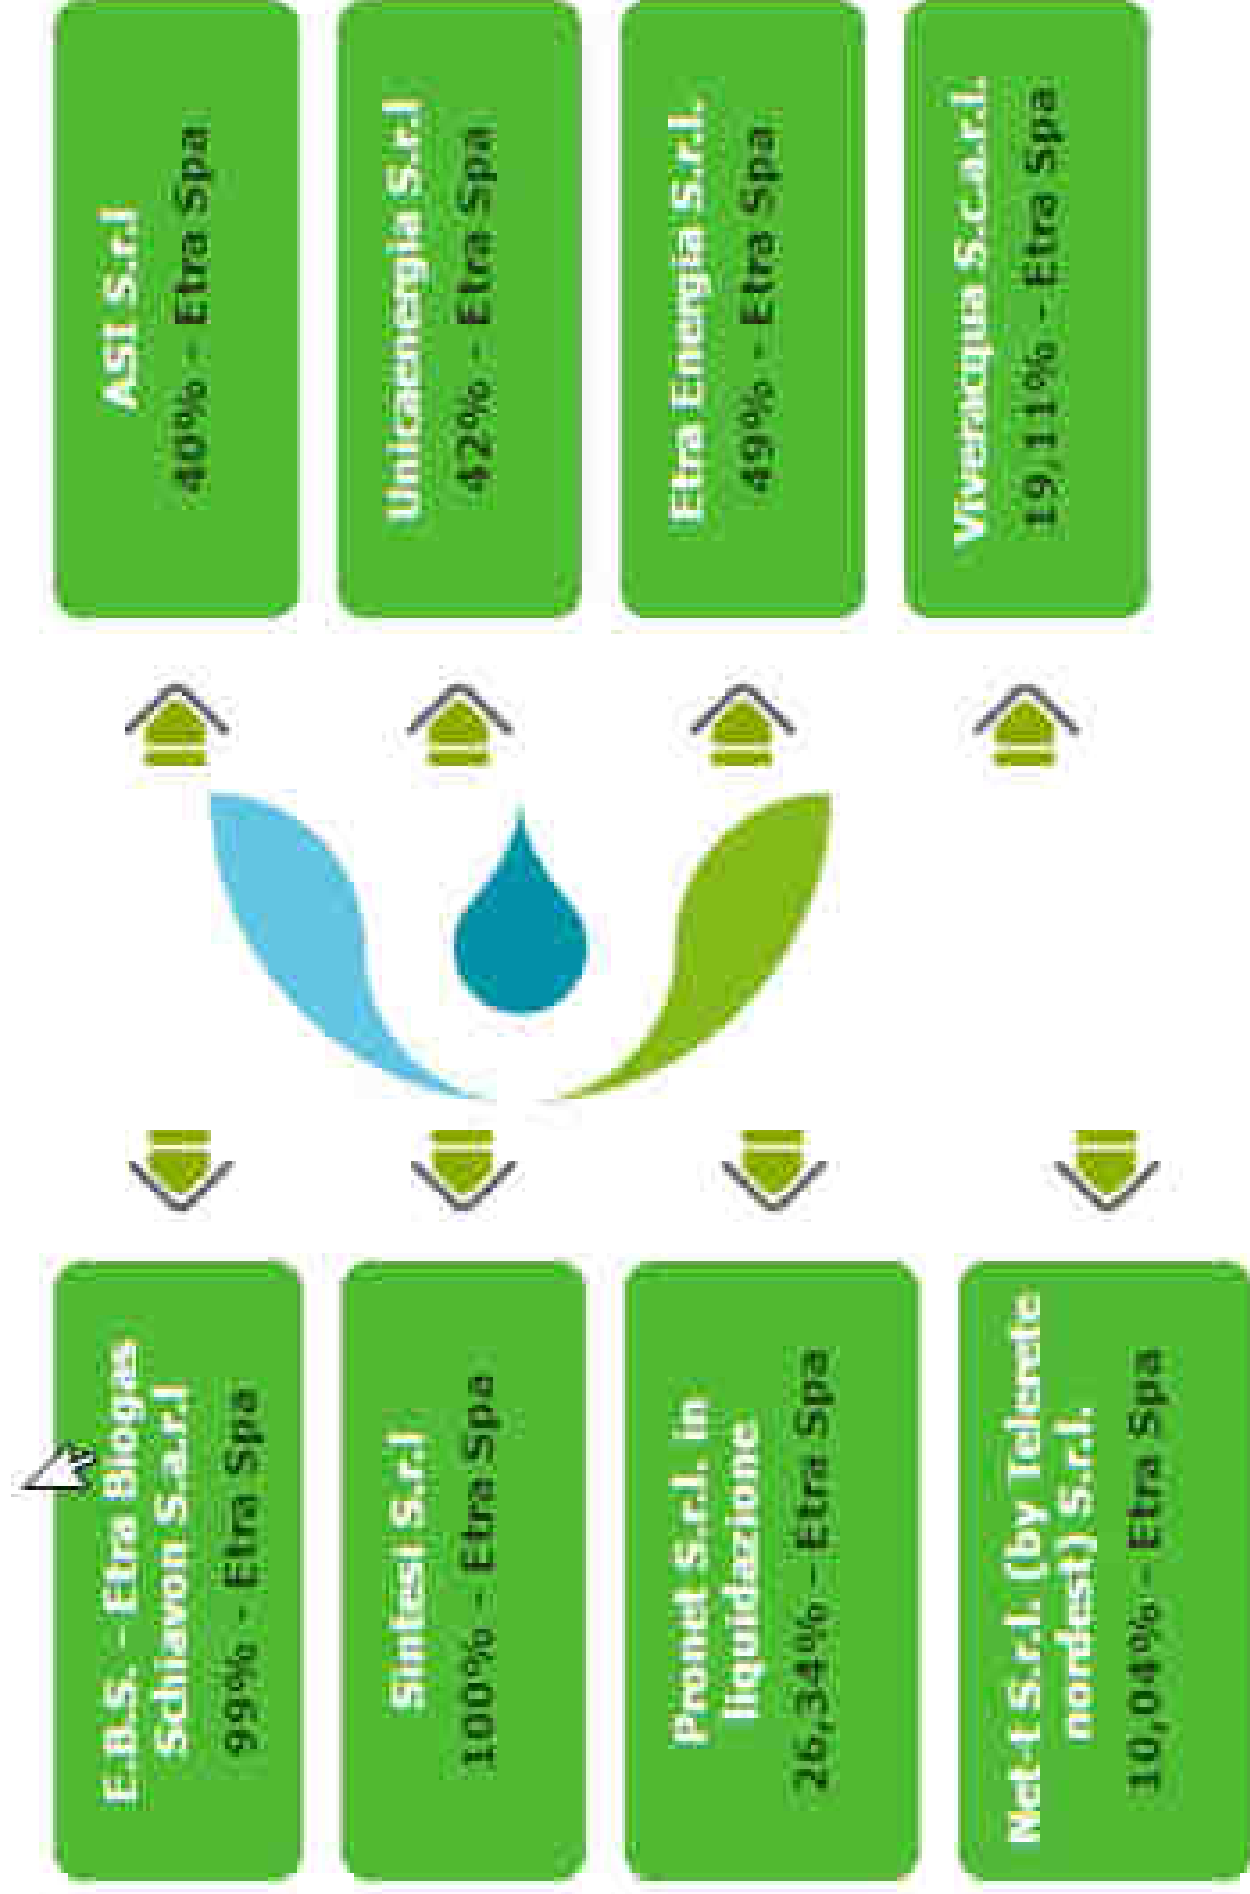 E.B.S. - Etra Biogas
Schiavon S.a.r.l
99% - Etra Spa
Sintesi S.r.l
100% - Etra Spa
Pronet S.r.l. in
liquidazione
26,34% - Etra Spa
Net-t S.r.l. (by Telerete
nordest) S.r.l.
10,04% - Etra Spa
ASI S.r.l
40% - Etra Spa
Unicaenergia S.r.l
42% - Etra Spa
Etra Energia S.r.l.
49% - Etra Spa
Viveracqua S.c.a.r.l.
19,11% - Etra Spa